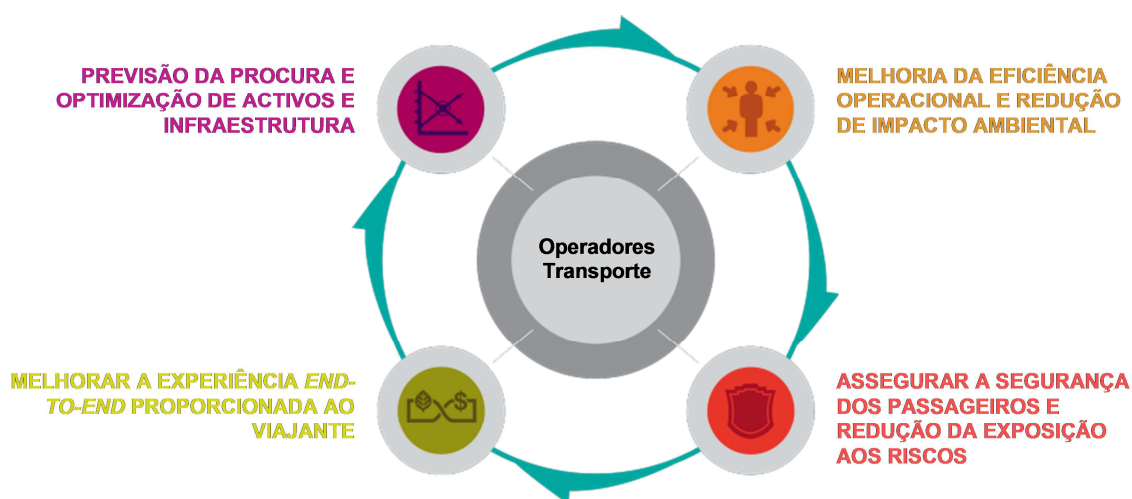 PREVISÃO DA PROCURA E
OPTIMIZAÇÃO DE ACTIVOS E
INFRAESTRUTURA
MELHORIA DA EFICIÊNCIA
OPERACIONAL E REDUÇÃO
DE IMPACTO AMBIENTAL
Operadores
Transporte
MELHORAR A EXPERIÊNCIA END-
TO-END PROPORCIONADA AO
VIAJANTE
$
ASSEGURAR A SEGURANÇA
DOS PASSAGEIROS E
REDUÇÃO DA EXPOSIÇÃO
AOS RISCOS